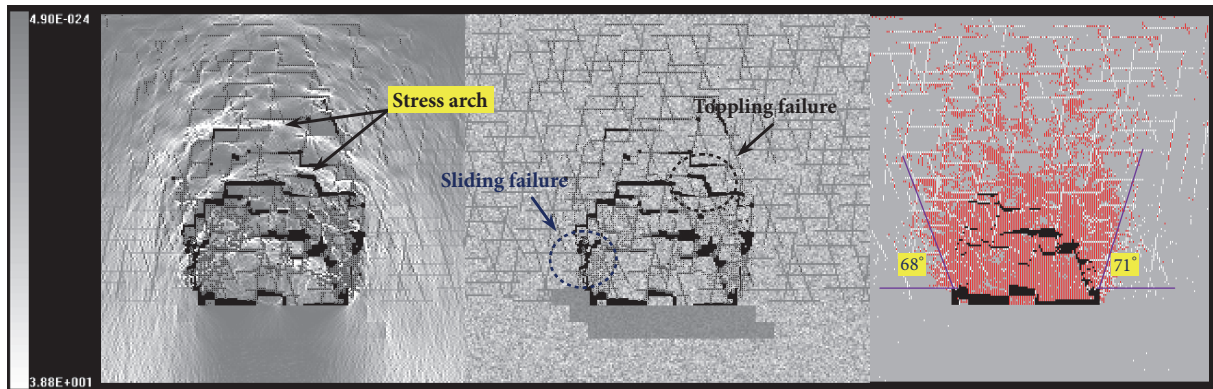 4.90E-024
Stress arch
Toppling failure
Sliding failure
68°
71°
3.88E+001